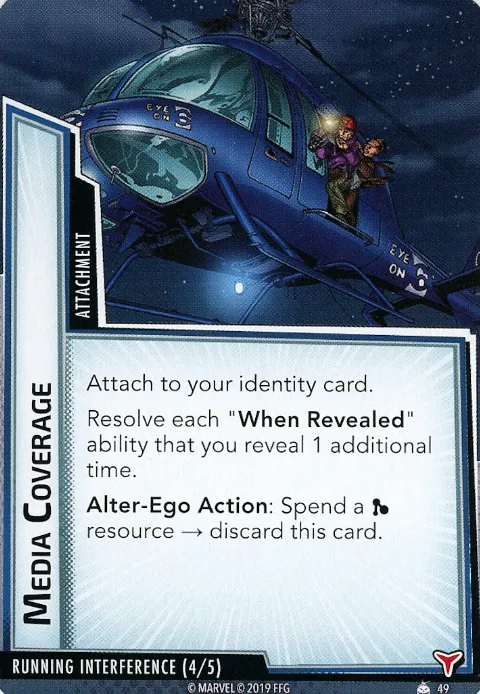 EYE
ON 6
EYE
ON 6
ATTACHMENT
MEDIA COVERAGE
Attach to your identity card.
Resolve each "When Revealed"
ability that you reveal 1 additional
time.
Alter-Ego Action: Spend a
resource → discard this card.
RUNNING INTERFERENCE (4/5)
© MARVEL © 2019 FFG
49